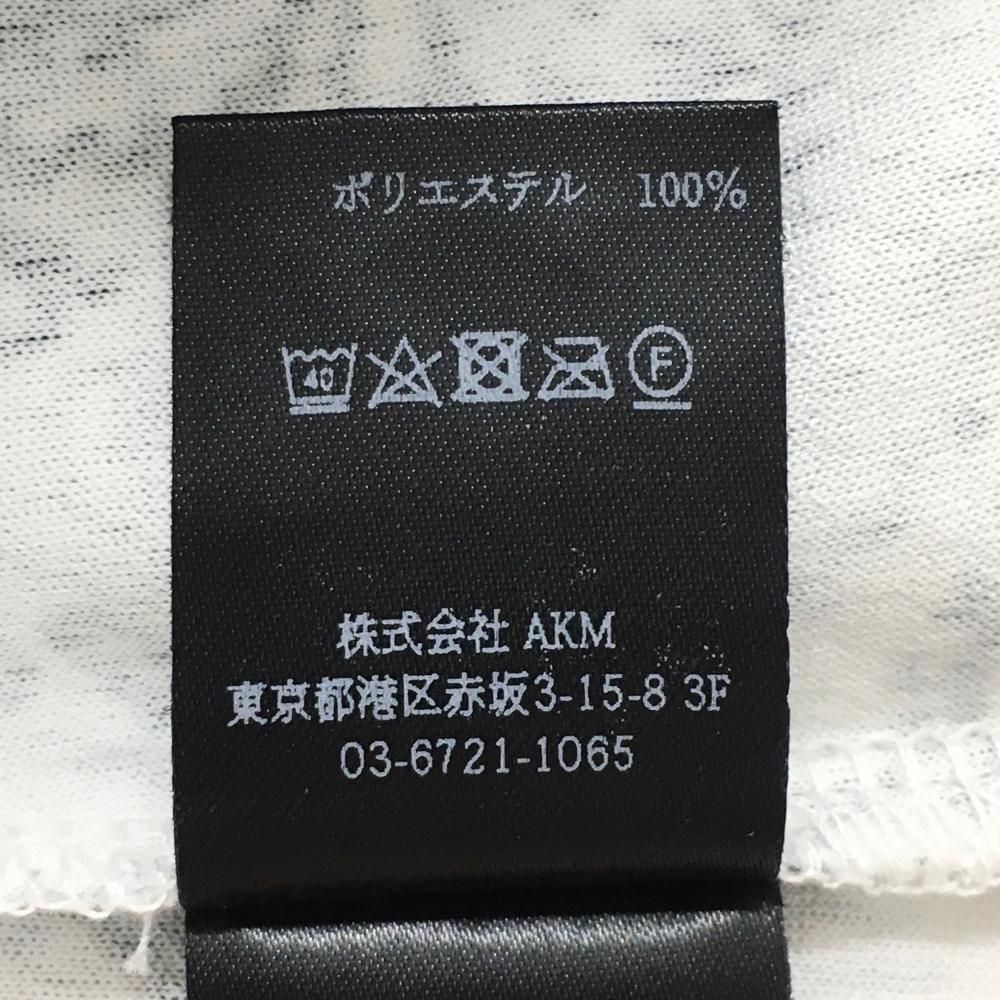 ポリエステル 100%
40 F
株式会社 AKM
東京都港区赤坂3-15-8 3F
03-6721-1065